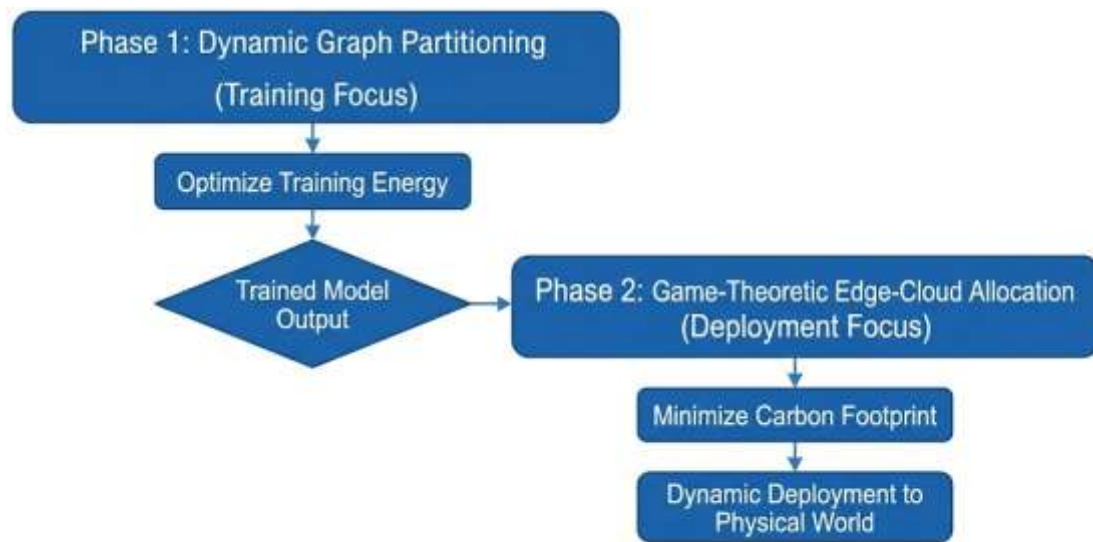 Phase 1: Dynamic Graph Partitioning
(Training Focus)
Optimize Training Energy
Trained Model
Output
Phase 2: Game-Theoretic Edge-Cloud Allocation
(Deployment Focus)
Minimize Carbon Footprint
Dynamic Deployment to
Physical World